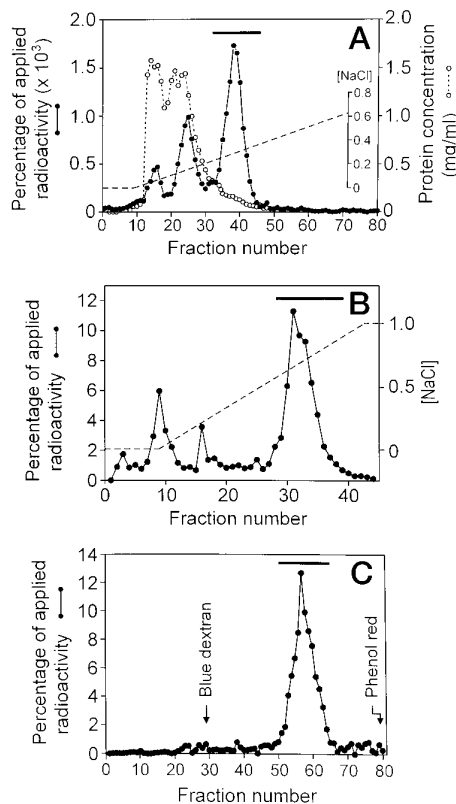 A
Percentage of applied
radioactivity (x 10³)
2.0
1.5
1.0
0.5
0
[NaCl]
0.8
0.6
0.4
0.2
0
2.0
1.5
1.0
0.5
0
Protein concentration
(mg/ml)
0 10 20 30 40 50 60 70 80
Fraction number
B
Percentage of applied
radioactivity
12
10
8
6
4
2
0
1.0
0.5
0
[NaCl]
0 10 20 30 40
Fraction number
C
Percentage of applied
radioactivity
14
12
10
8
6
4
2
0
Blue dextran
Phenol red
0 10 20 30 40 50 60 70 80
Fraction number